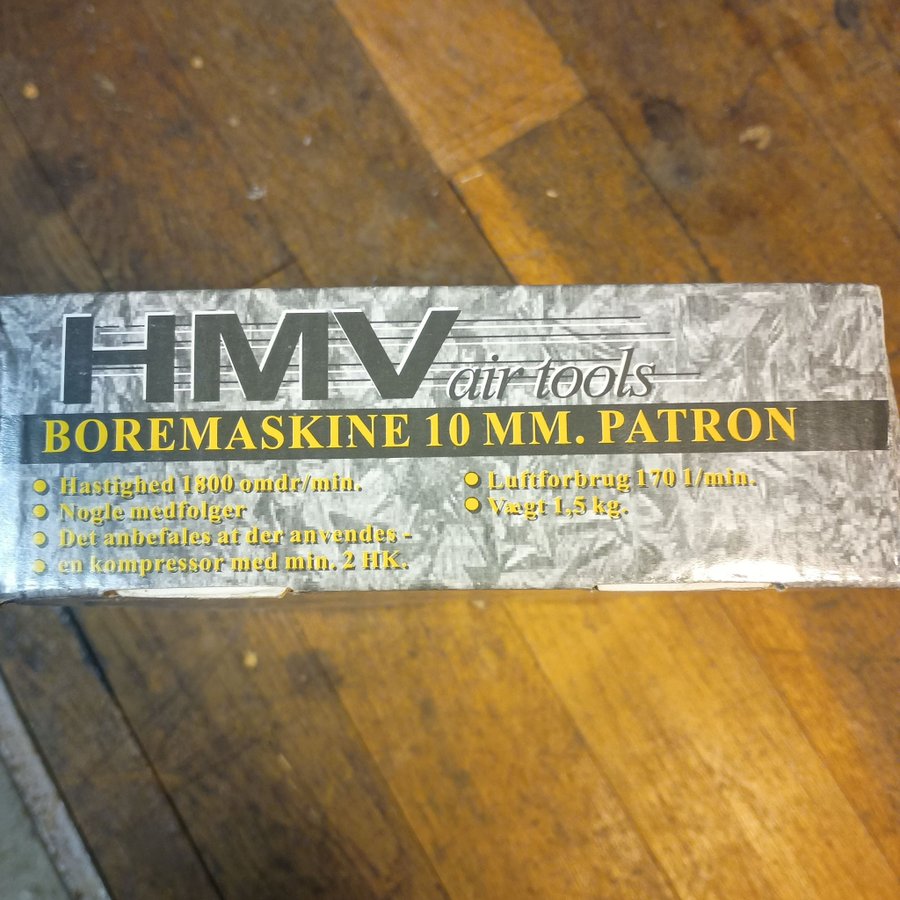 HMV air tools
BOREMASKINE 10 MM. PATRON
● Hastighed 1800 omdr/min.
● Nogle medfolger
● Det anbefales at der anvendes -
● en kompressor med min. 2 HK.
● Luftforbrug 170 l/min.
● Vægt 1,5 kg.